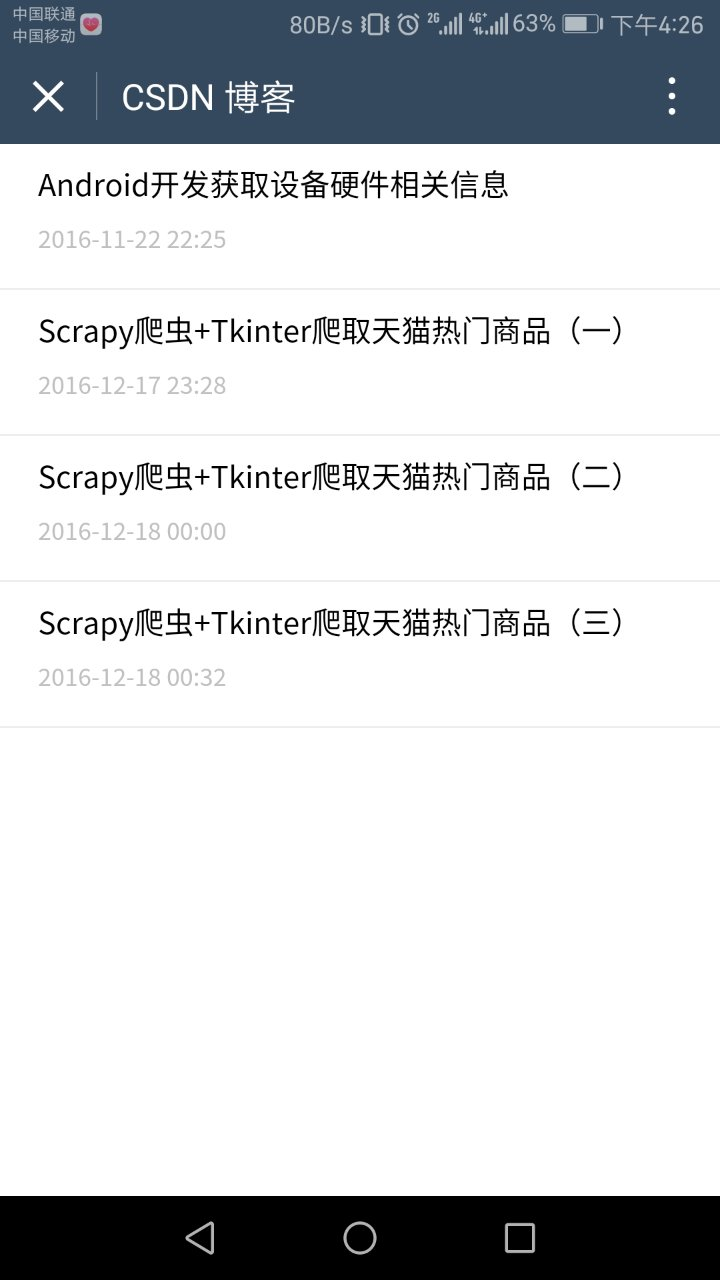 中国联通
中国移动
80B/s 2G 4G+ 63% 下午4:26
CSDN 博客
Android开发获取设备硬件相关信息
2016-11-22 22:25
Scrapy爬虫+Tkinter爬取天猫热门商品（一）
2016-12-17 23:28
Scrapy爬虫+Tkinter爬取天猫热门商品（二）
2016-12-18 00:00
Scrapy爬虫+Tkinter爬取天猫热门商品（三）
2016-12-18 00:32